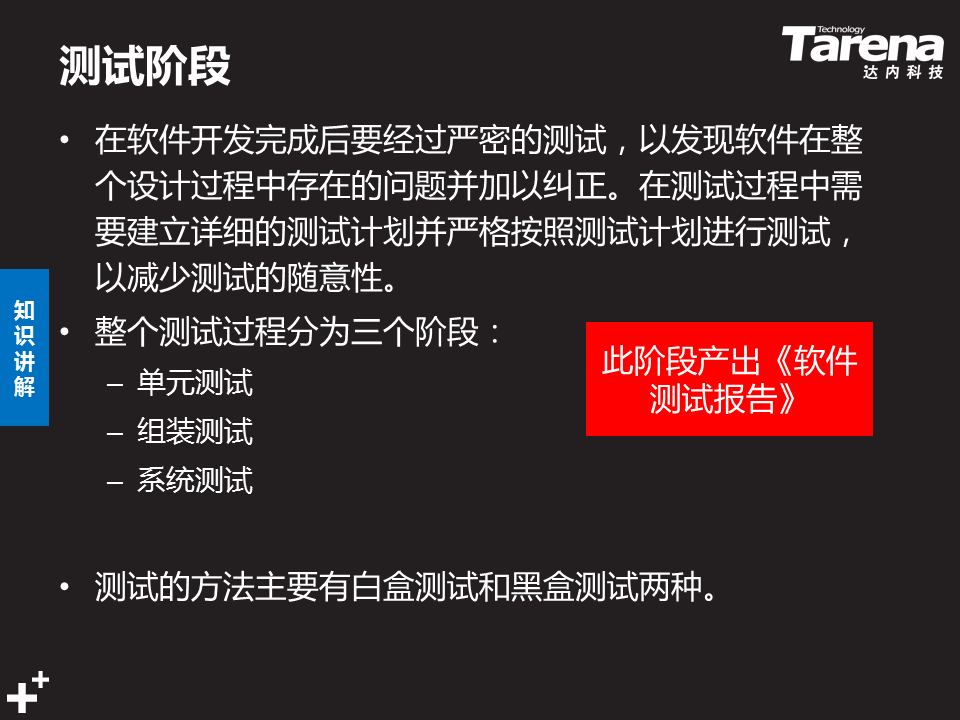 测试阶段
Technology
Tarena
达内科技
• 在软件开发完成后要经过严密的测试，以发现软件在整
个设计过程中存在的问题并加以纠正。在测试过程中需
要建立详细的测试计划并严格按照测试计划进行测试，
以减少测试的随意性。
知识讲解
• 整个测试过程分为三个阶段：
– 单元测试
– 组装测试
– 系统测试
此阶段产出《软件
测试报告》
• 测试的方法主要有白盒测试和黑盒测试两种。